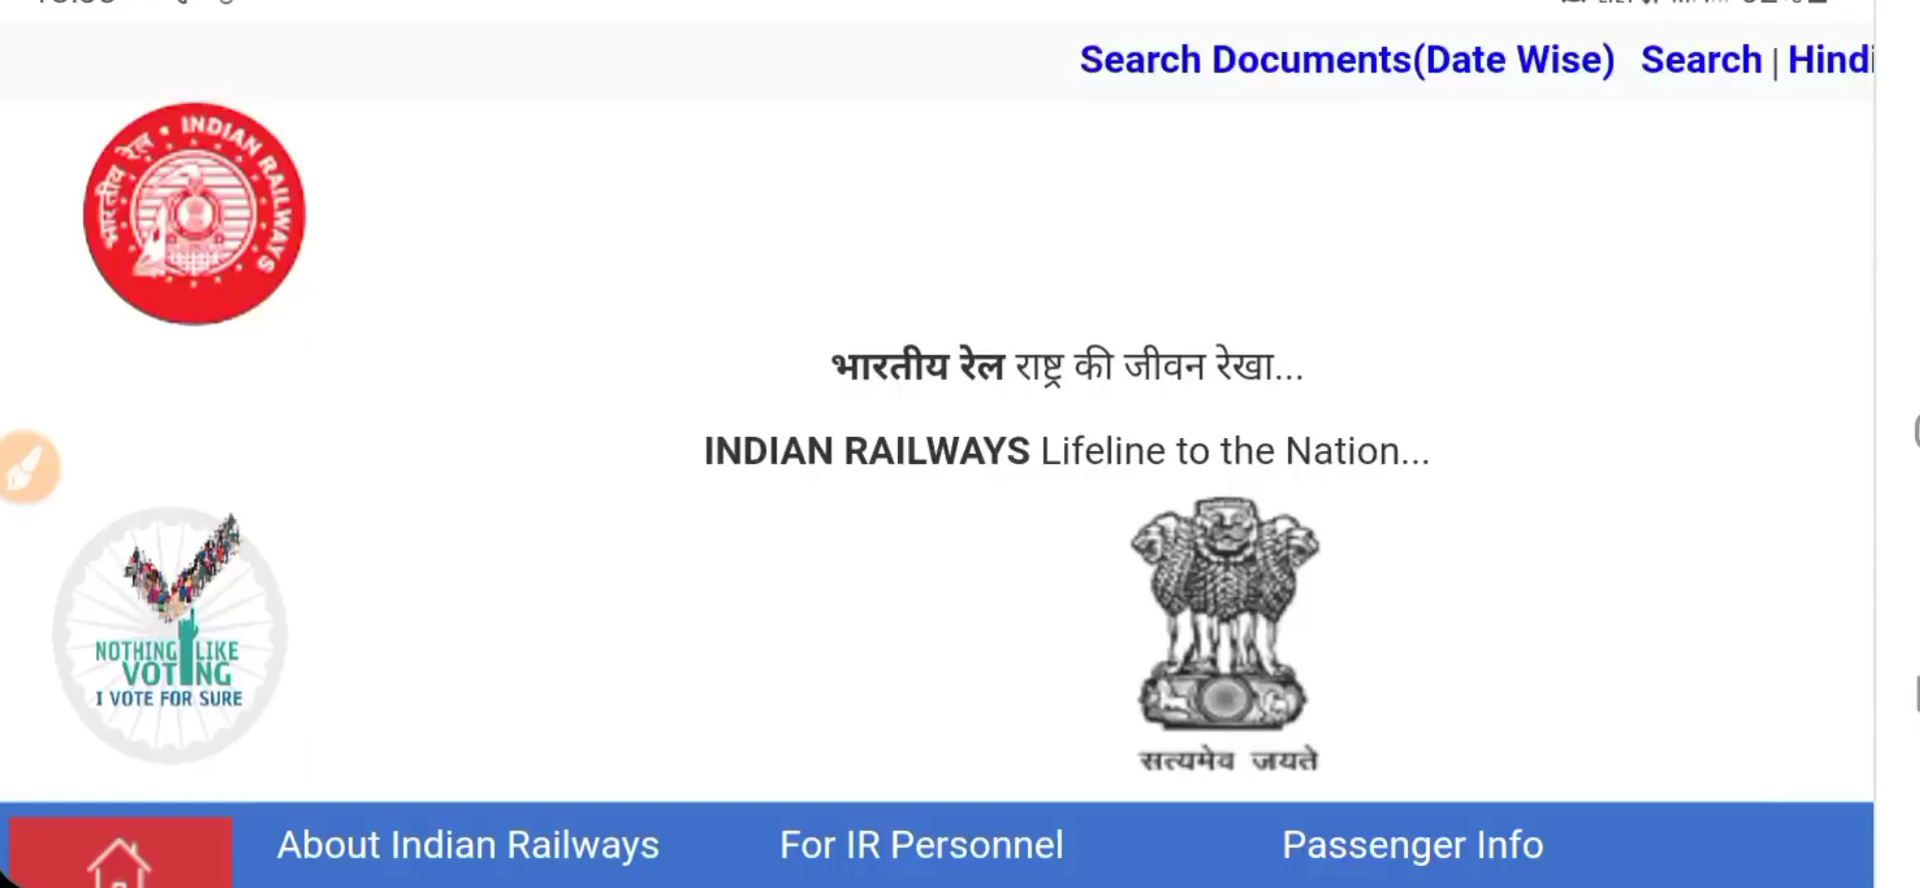 Search Documents(Date Wise) Search | Hindi
भारतीय रेल • INDIAN RAILWAYS
भारतीय रेल राष्ट्र की जीवन रेखा...
INDIAN RAILWAYS Lifeline to the Nation...
NOTHING LIKE
VOTING
I VOTE FOR SURE
सत्यमेव जयते
About Indian Railways For IR Personnel Passenger Info